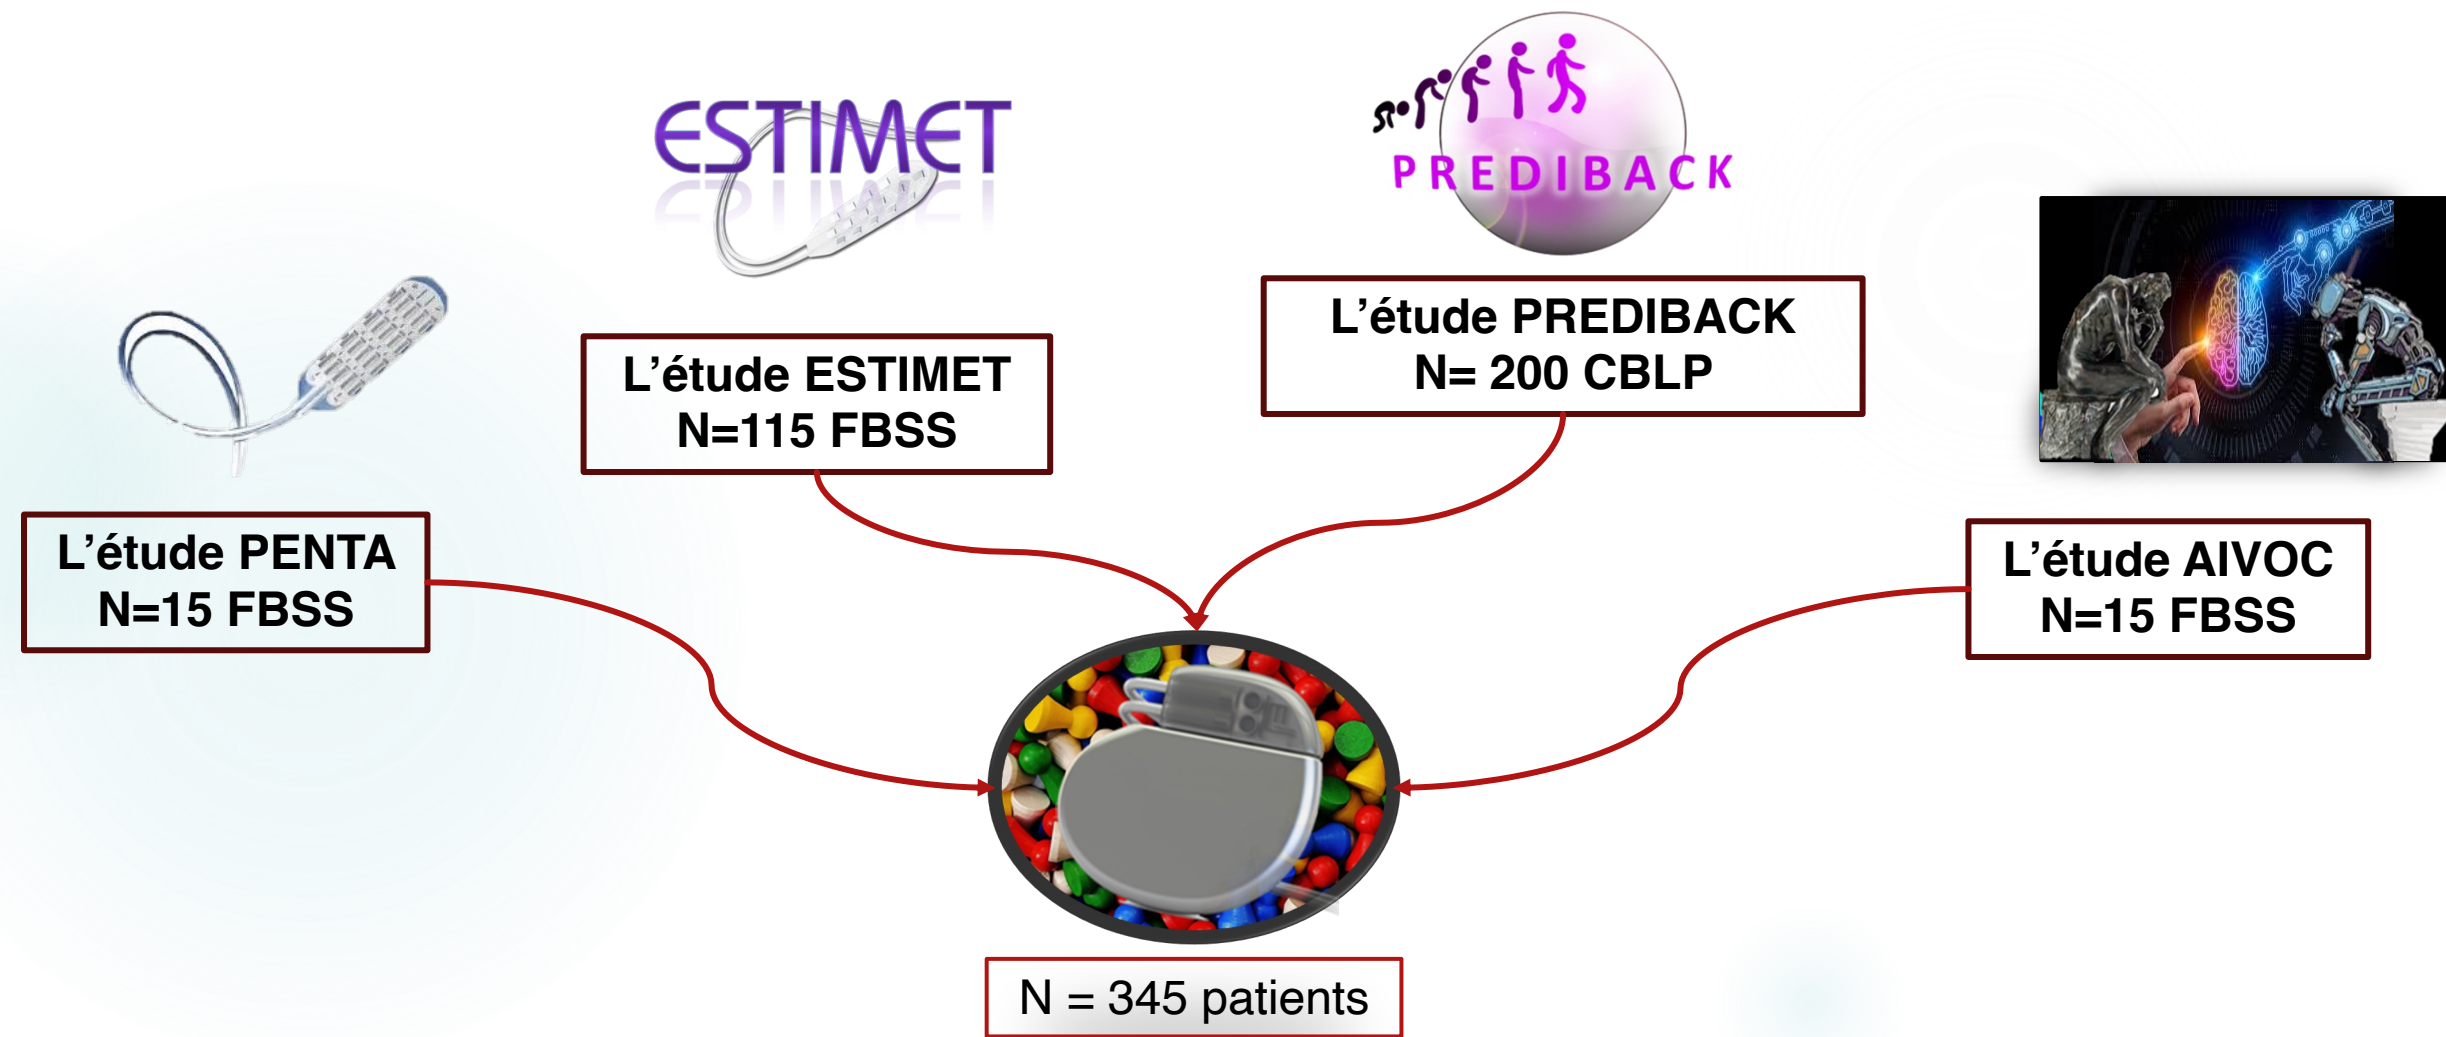 ESTIMET
PREDIBACK
L’étude PREDIBACK
N= 200 CBLP
L’étude ESTIMET
N=115 FBSS
L’étude PENTA
N=15 FBSS
L’étude AIVOC
N=15 FBSS
N = 345 patients